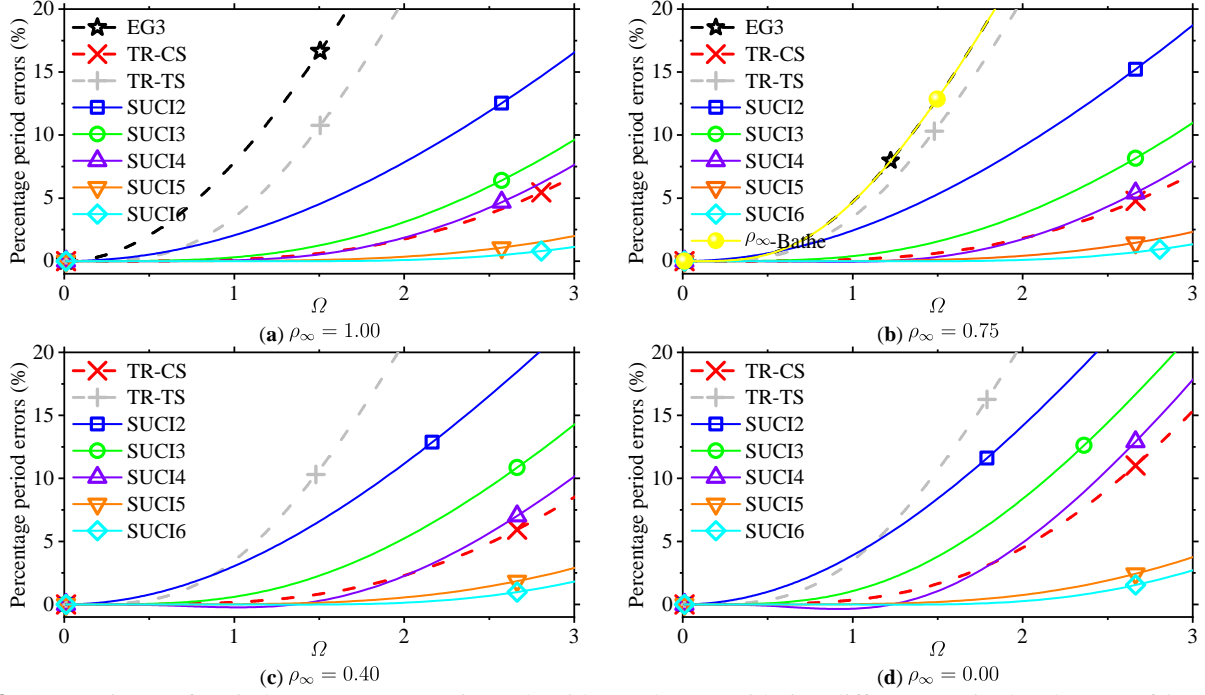 Percentage period errors (%)
20
15
10
5
0
EG3
TR-CS
TR-TS
SUCI2
SUCI3
SUCI4
SUCI5
SUCI6
0 1 2 3
Ω
(a) ρ∞ = 1.00
Percentage period errors (%)
20
15
10
5
0
EG3
TR-CS
TR-TS
SUCI2
SUCI3
SUCI4
SUCI5
SUCI6
ρ∞-Bathe
0 1 2 3
Ω
(b) ρ∞ = 0.75
Percentage period errors (%)
20
15
10
5
0
TR-CS
TR-TS
SUCI2
SUCI3
SUCI4
SUCI5
SUCI6
0 1 2 3
Ω
(c) ρ∞ = 0.40
Percentage period errors (%)
20
15
10
5
0
TR-CS
TR-TS
SUCI2
SUCI3
SUCI4
SUCI5
SUCI6
0 1 2 3
Ω
(d) ρ∞ = 0.00